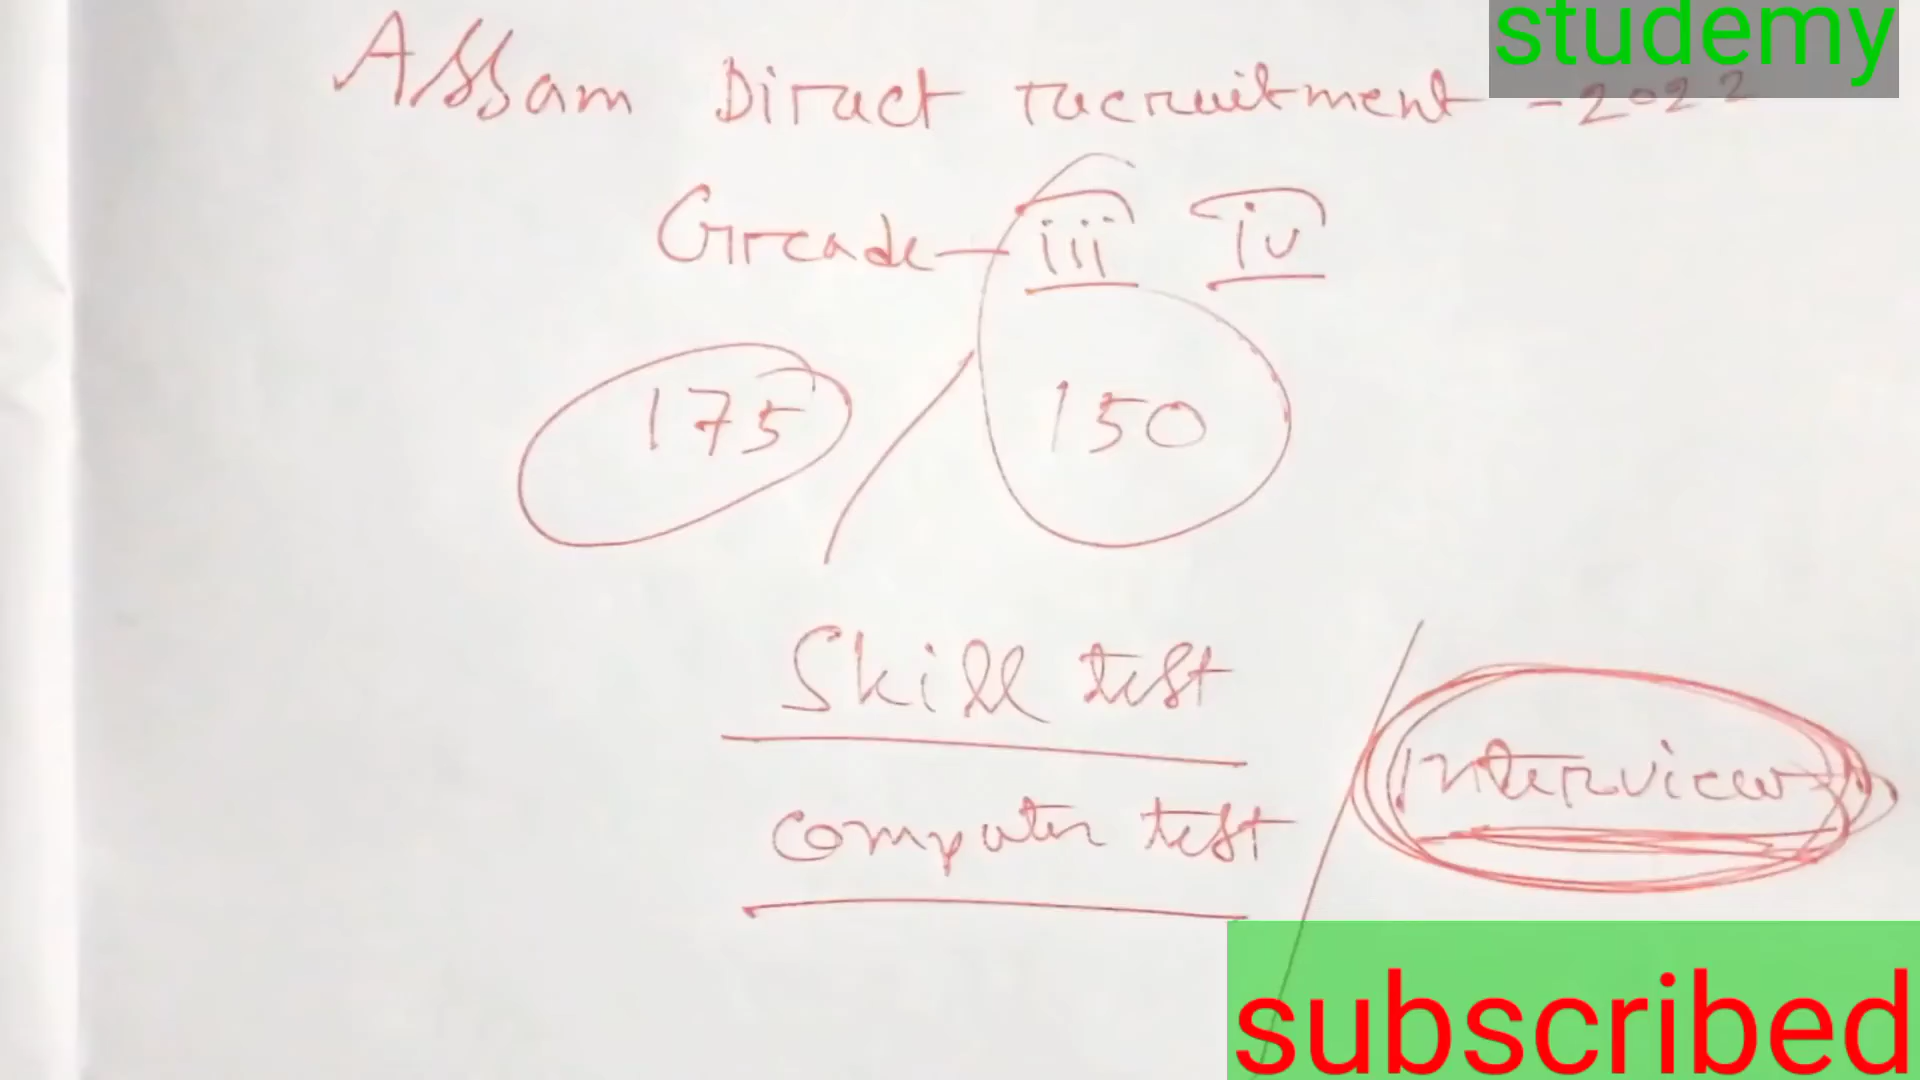 studemy
Assam Direct recruitment - 2022
Grade - iii iv
175 150
Skill test
Interview
computer test
subscribed